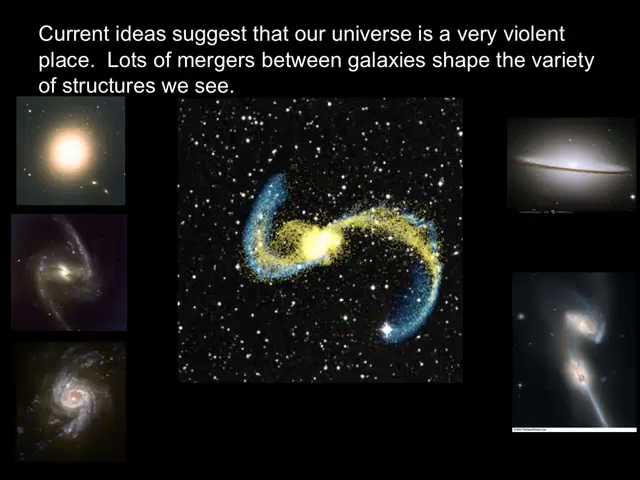 Current ideas suggest that our universe is a very violent
place.  Lots of mergers between galaxies shape the variety
of structures we see.